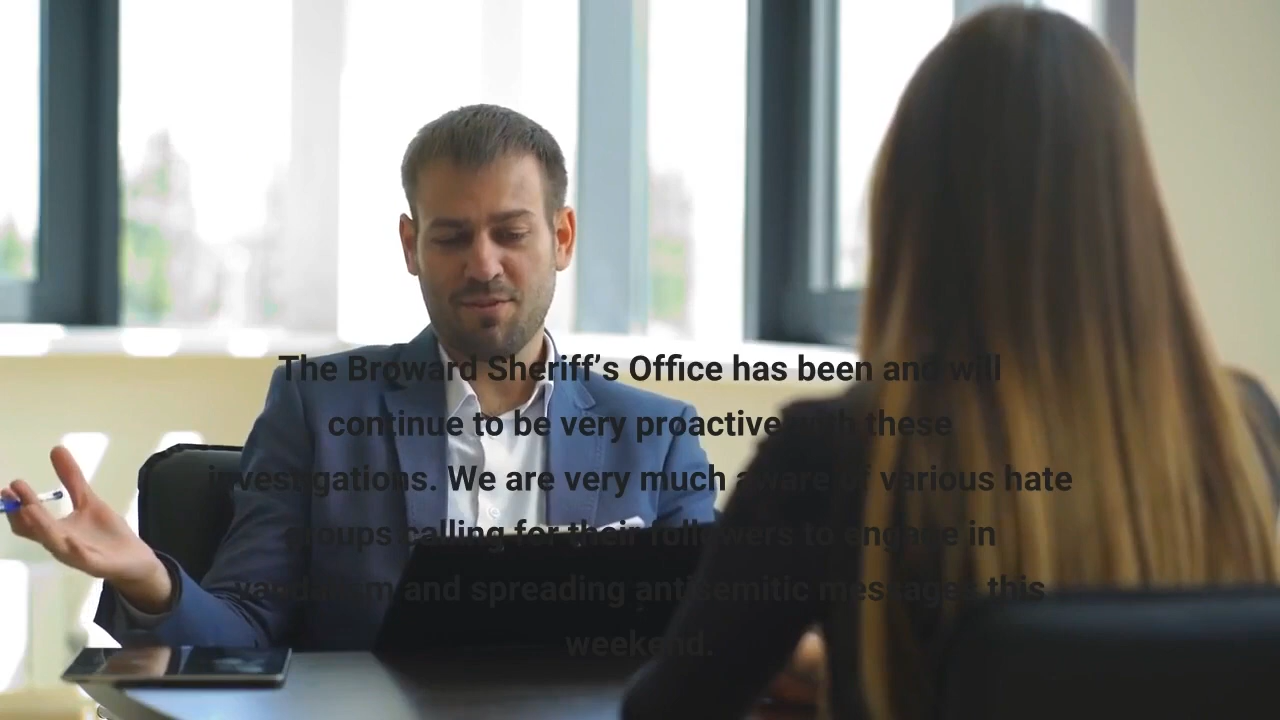 The Broward Sheriff’s Office has been and will
continue to be very proactive with these
investigations. We are very much aware of various hate
groups calling for their followers to engage in
vandalism and spreading antisemitic messages this
weekend.